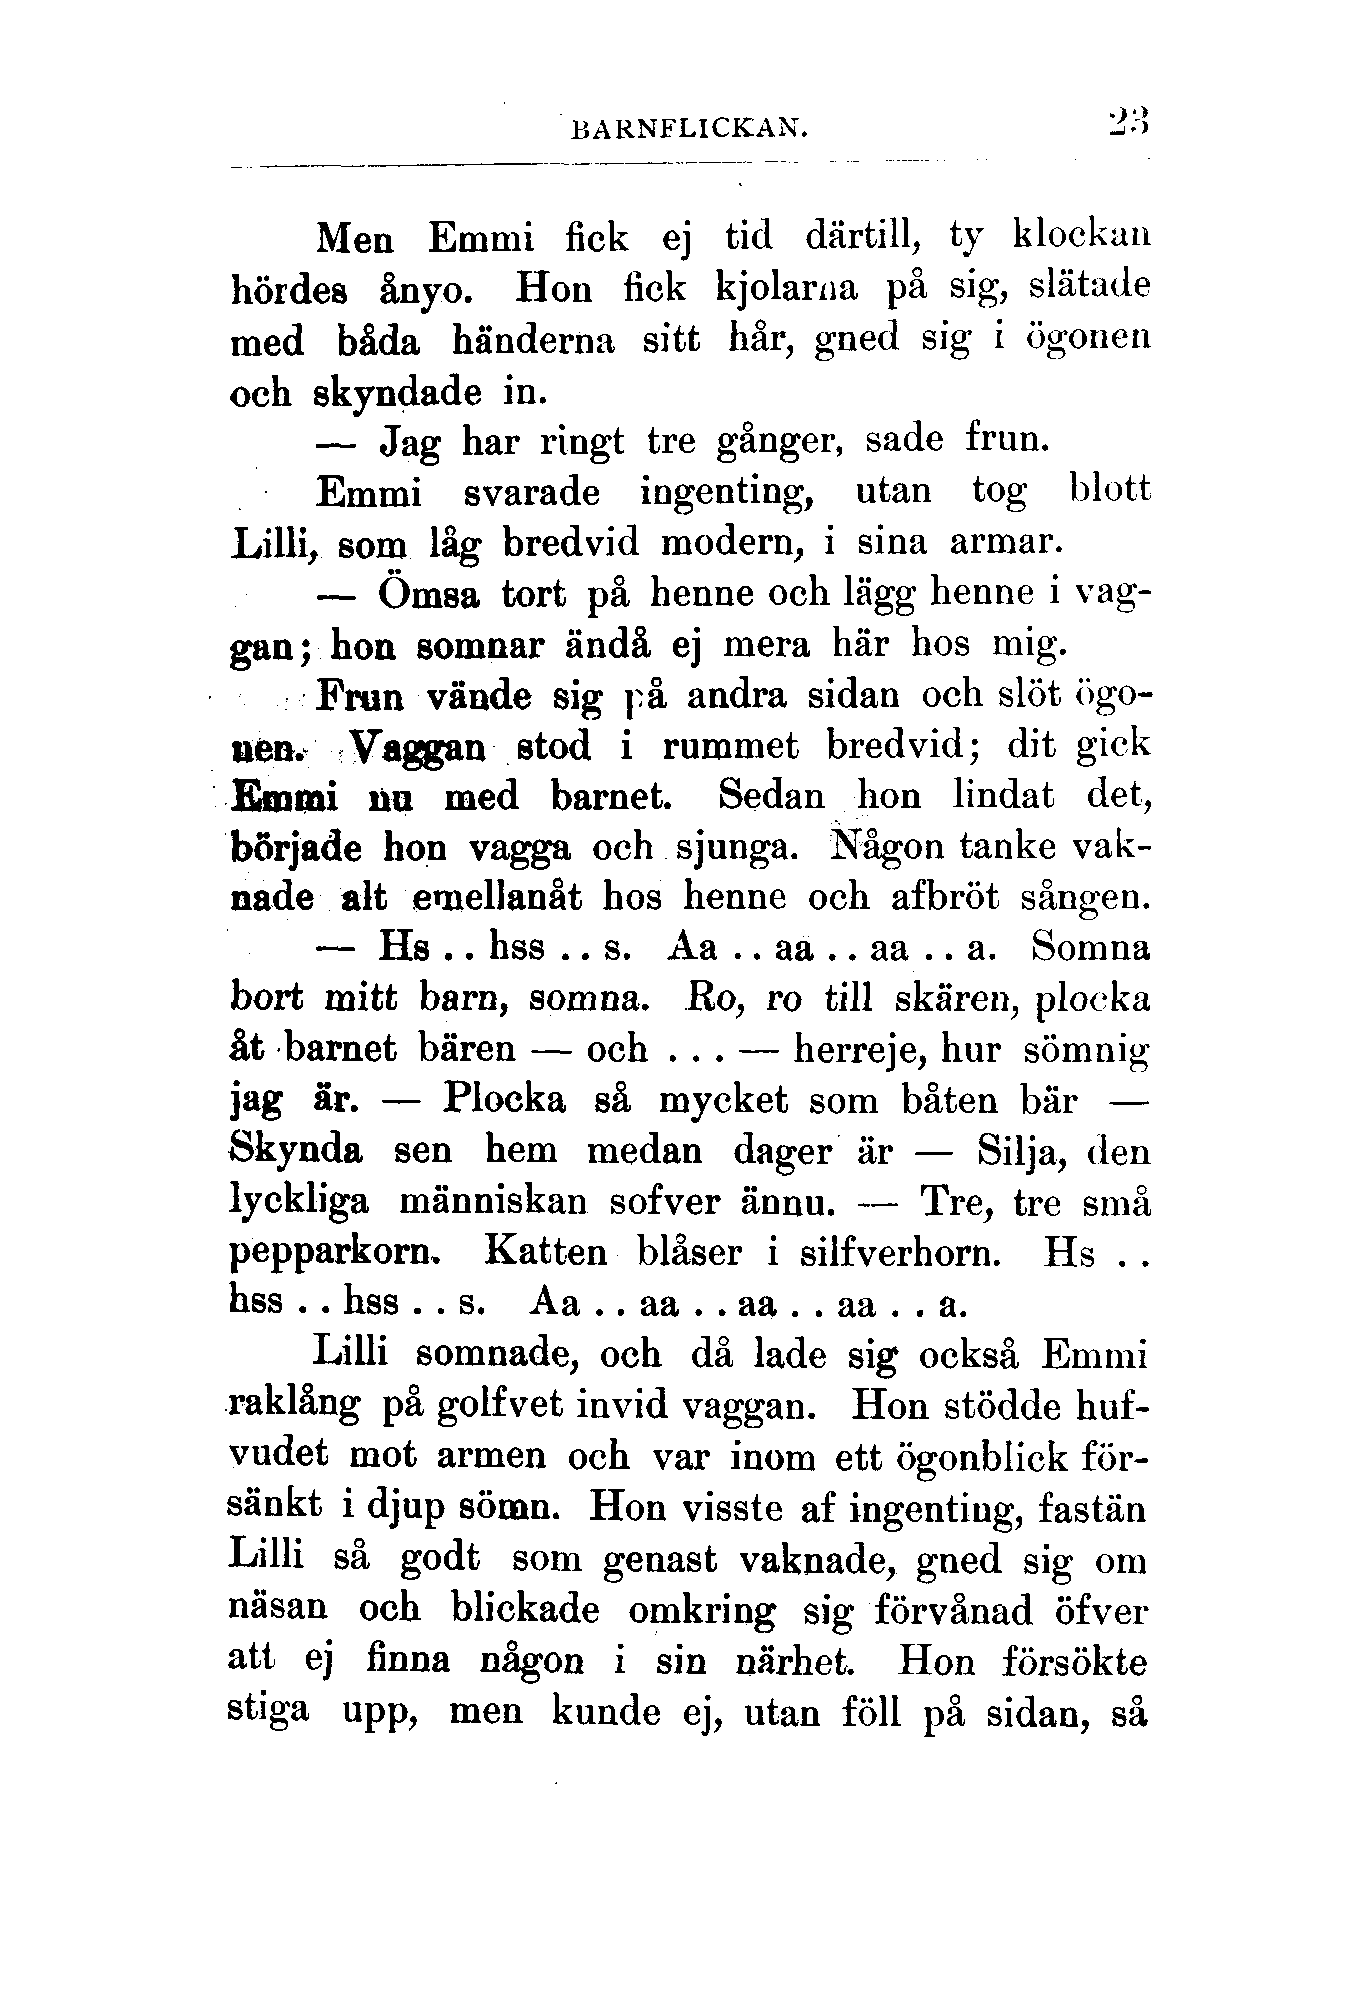 BARNFLICKAN. 23
Men Emmi fick ej tid därtill, ty klockan
hördes ånyo. Hon fick kjolarna på sig, slätade
med båda händerna sitt hår, gned sig i ögonen
och skyndade in.
— Jag har ringt tre gånger, sade frun.
Emmi svarade ingenting, utan tog blott
Lilli, som låg bredvid modern, i sina armar.
— Ömsa tort på henne och lägg henne i vag-
gan; hon somnar ändå ej mera här hos mig.
Frun vände sig på andra sidan och slöt ögo-
nen. Vaggan stod i rummet bredvid; dit gick
Emmi nu med barnet. Sedan hon lindat det,
började hon vagga och sjunga. Någon tanke vak-
nade alt emellanåt hos henne och afbröt sången.
— Hs . . hss . . s. Aa . . aa . . aa . . a. Somna
bort mitt barn, somna. Ro, ro till skären, plocka
åt barnet bären — och . . . — herreje, hur sömnig
jag är. — Plocka så mycket som båten bär —
Skynda sen hem medan dager är — Silja, den
lyckliga människan sofver ännu. — Tre, tre små
pepparkorn. Katten blåser i silfverhorn. Hs . .
hss . . hss . . s. Aa . . aa . . aa . . aa . . a.
Lilli somnade, och då lade sig också Emmi
raklång på golfvet invid vaggan. Hon stödde huf-
vudet mot armen och var inom ett ögonblick för-
sänkt i djup sömn. Hon visste af ingenting, fastän
Lilli så godt som genast vaknade, gned sig om
näsan och blickade omkring sig förvånad öfver
att ej finna någon i sin närhet. Hon försökte
stiga upp, men kunde ej, utan föll på sidan, så